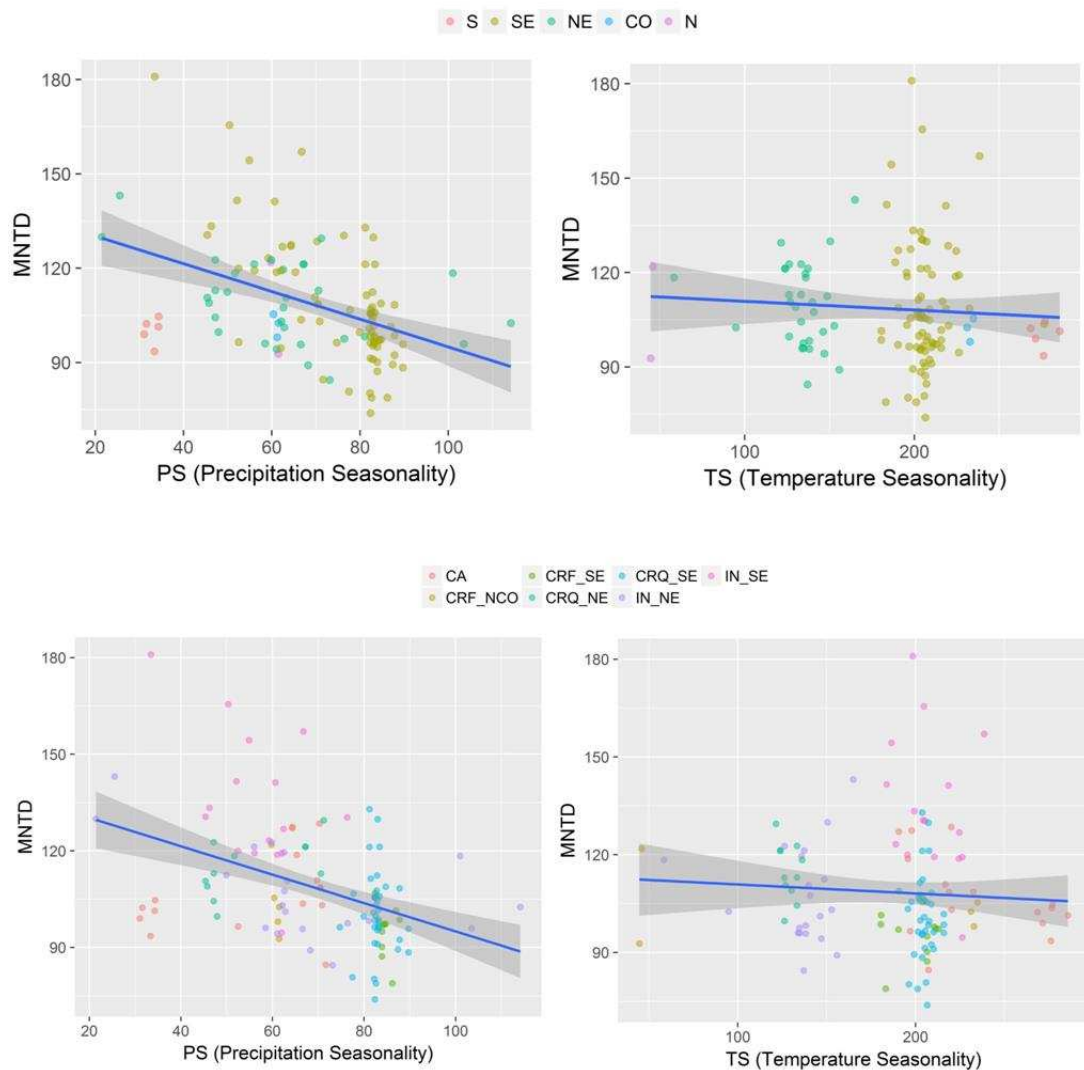 S SE NE CO N
180
150
120
90
MNTD
20 40 60 80 100
PS (Precipitation Seasonality)
180
150
120
90
MNTD
100 200
TS (Temperature Seasonality)
CA CRF_SE CRQ_SE IN_SE
CRF_NCO CRQ_NE IN_NE
180
150
120
90
MNTD
20 40 60 80 100
PS (Precipitation Seasonality)
180
150
120
90
MNTD
100 200
TS (Temperature Seasonality)